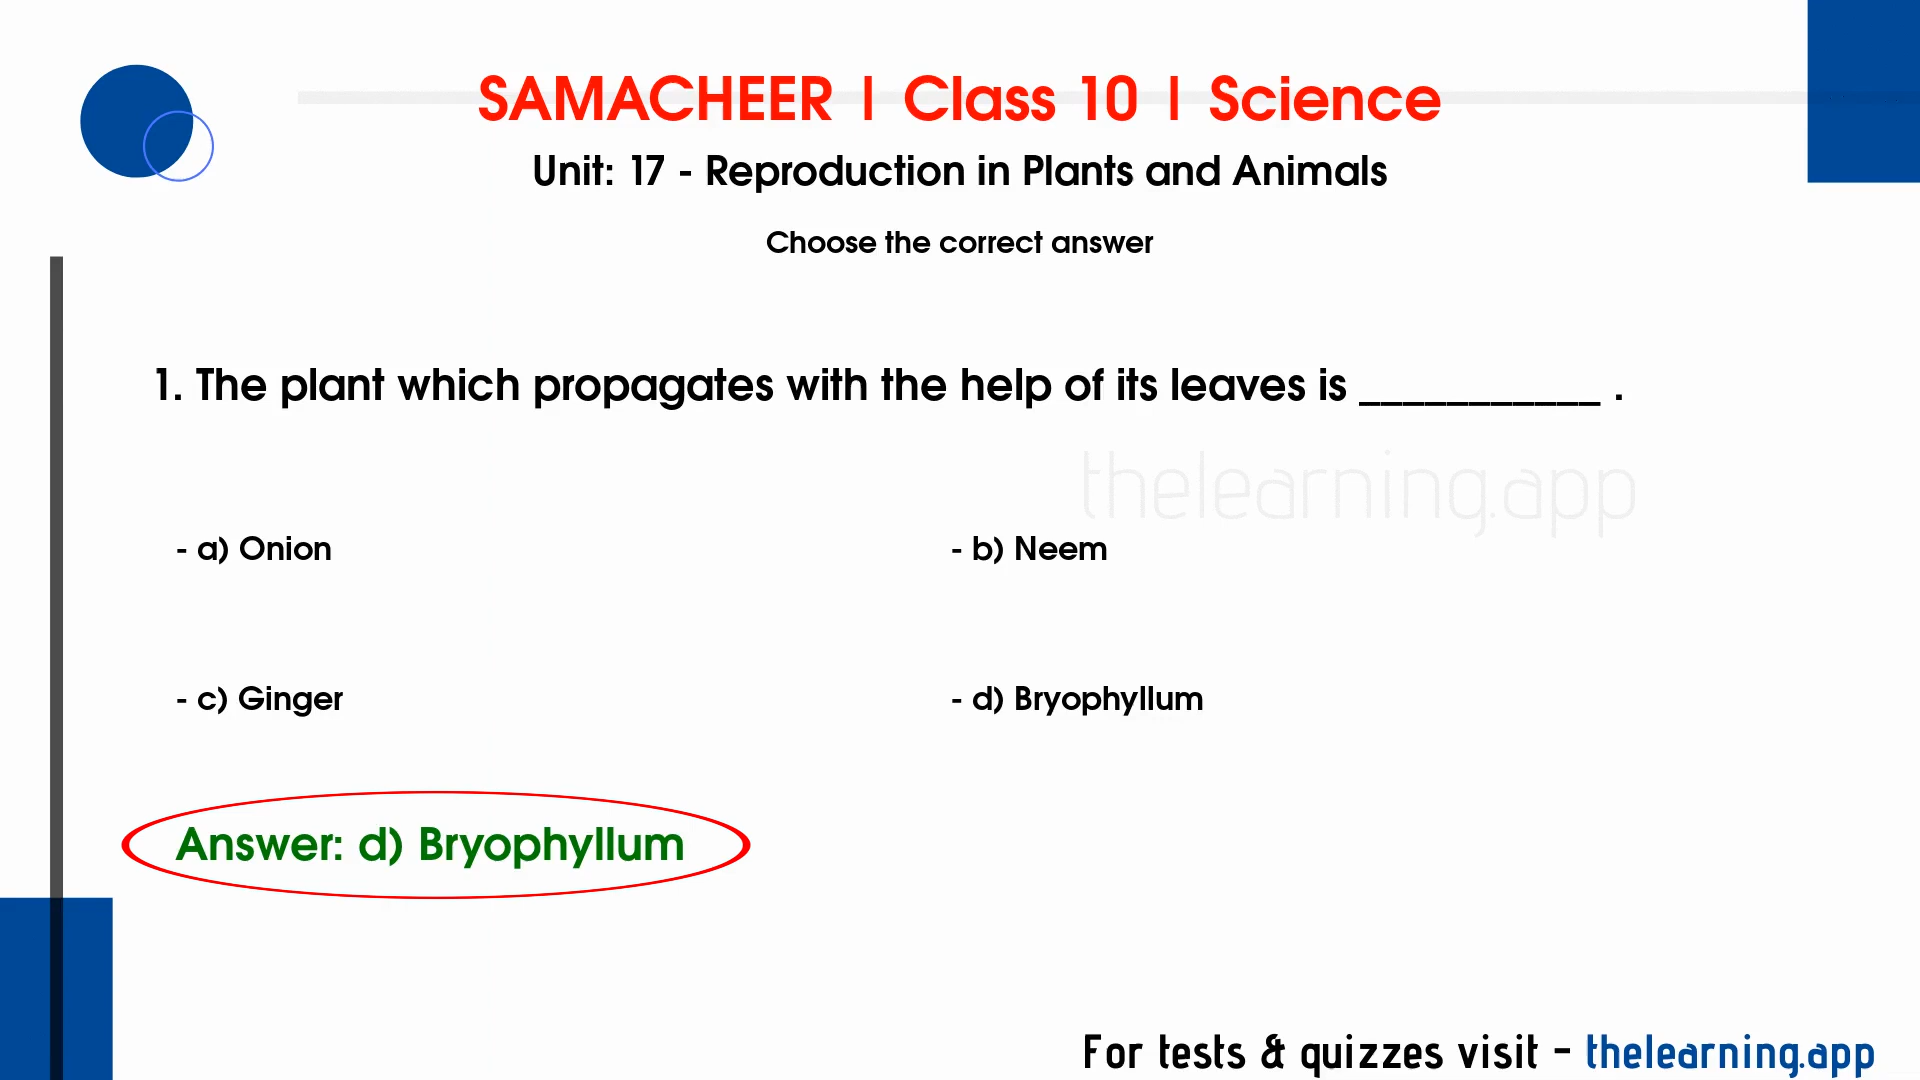 SAMACHEER | Class 10 | Science
Unit: 17 - Reproduction in Plants and Animals
Choose the correct answer
1. The plant which propagates with the help of its leaves is ___________ .
thelearning.app
- a) Onion
- b) Neem
- c) Ginger
- d) Bryophyllum
Answer: d) Bryophyllum
For tests & quizzes visit - thelearning.app